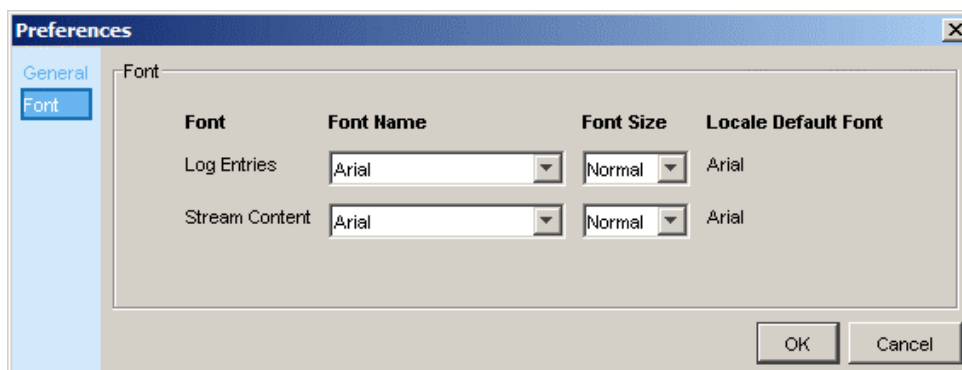 Preferences
General
Font
Font
Font Font Name Font Size Locale Default Font
Log Entries Arial Normal Arial
Stream Content Arial Normal Arial
OK Cancel